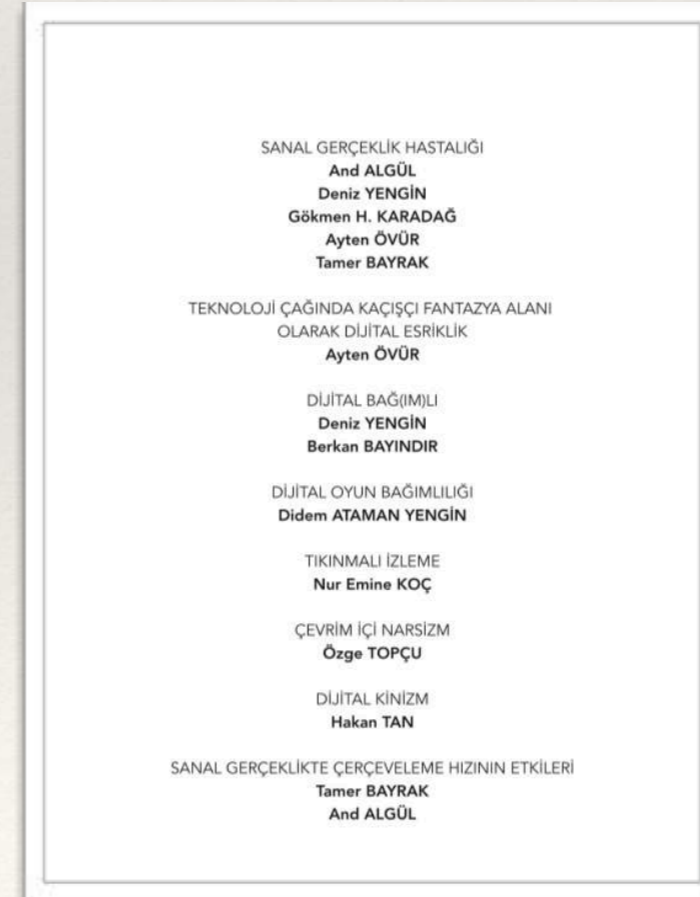 SANAL GERÇEKLİK HASTALIĞI
And ALGÜL
Deniz YENGİN
Gökmen H. KARADAĞ
Ayten ÖVÜR
Tamer BAYRAK
TEKNOLOJİ ÇAĞINDA KAÇIŞÇI FANTAZYA ALANI
OLARAK DİJİTAL ESRİKLİK
Ayten ÖVÜR
DİJİTAL BAĞ(IM)LI
Deniz YENGİN
Berkan BAYINDIR
DİJİTAL OYUN BAĞIMLILIĞI
Didem ATAMAN YENGİN
TIKINMALI İZLEME
Nur Emine KOÇ
ÇEVRİM İÇİ NARSİZM
Özge TOPÇU
DİJİTAL KİNİZM
Hakan TAN
SANAL GERÇEKLİKTE ÇERÇEVELEME HIZININ ETKİLERİ
Tamer BAYRAK
And ALGÜL